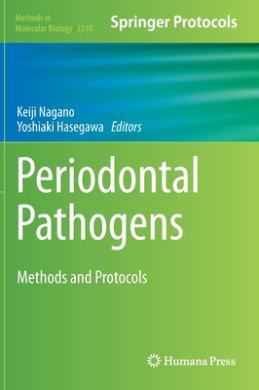 Methods in
Molecular Biology 2210
Springer Protocols
Keiji Nagano
Yoshiaki Hasegawa Editors
Periodontal
Pathogens
Methods and Protocols
Humana Press